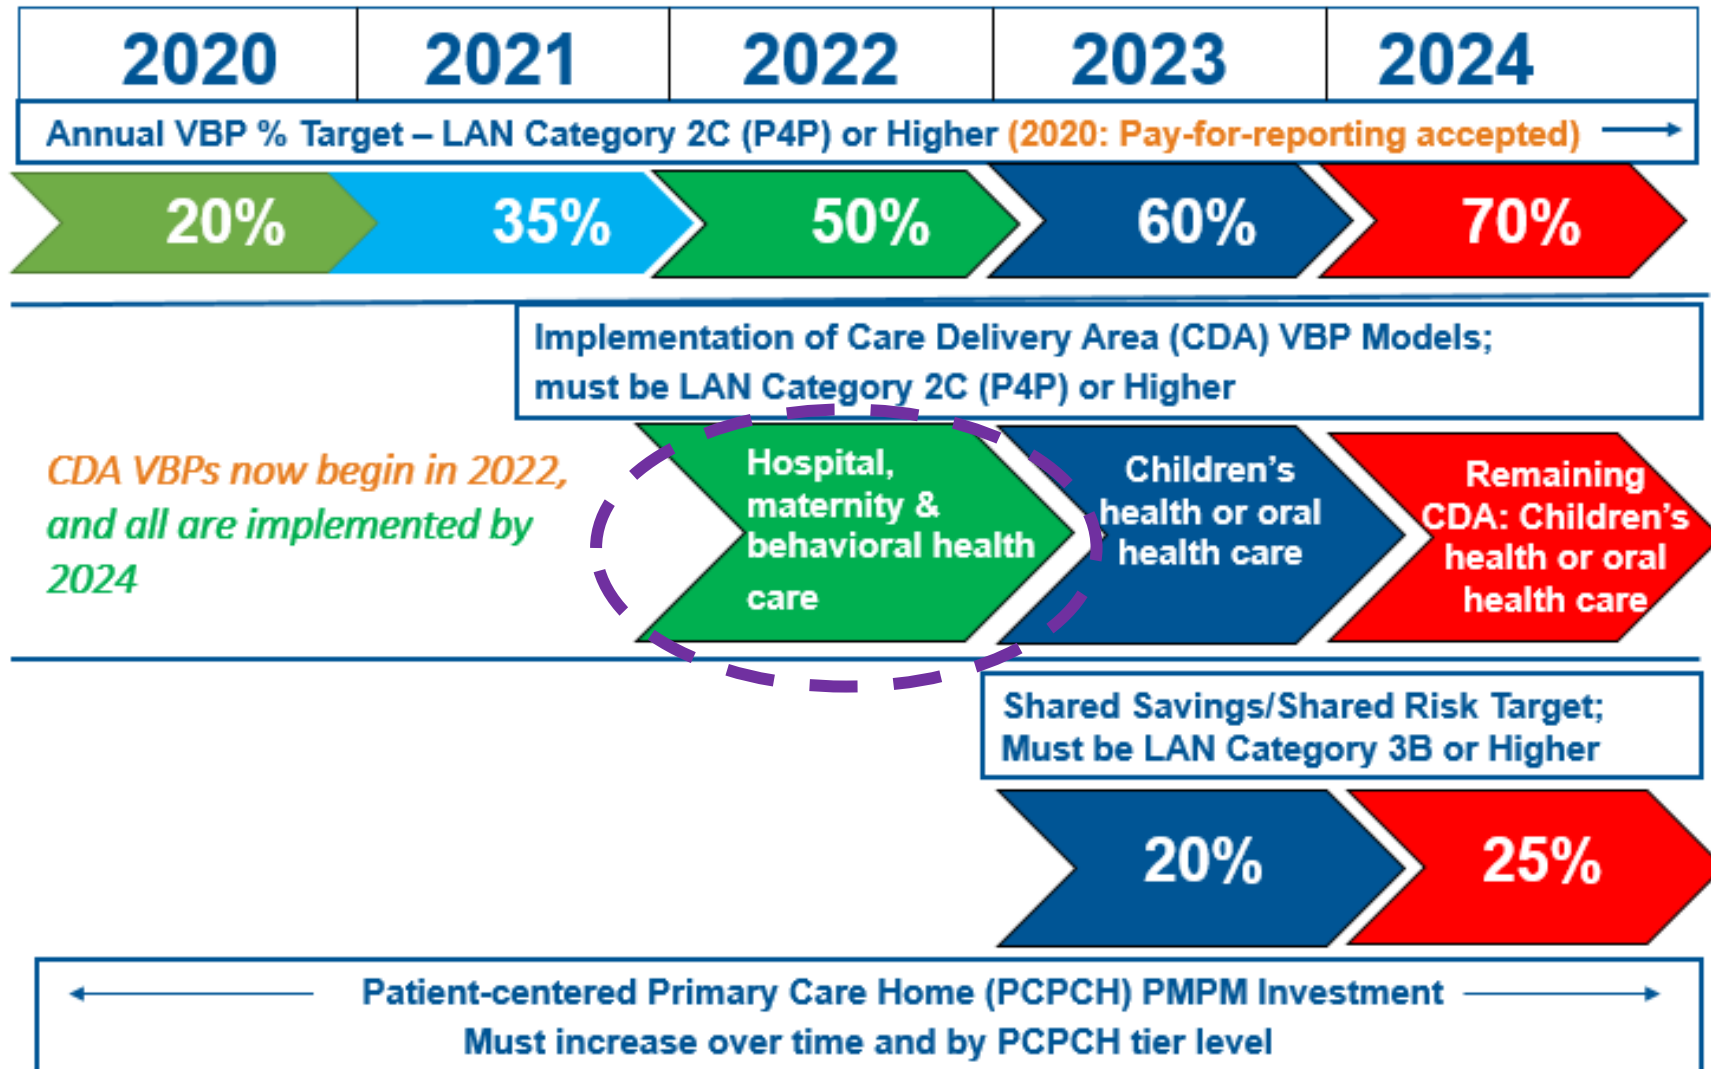 2020 2021 2022 2023 2024
Annual VBP % Target – LAN Category 2C (P4P) or Higher (2020: Pay-for-reporting accepted)
20% 35% 50% 60% 70%
Implementation of Care Delivery Area (CDA) VBP Models;
must be LAN Category 2C (P4P) or Higher
CDA VBPs now begin in 2022,
and all are implemented by
2024
Hospital,
maternity &
behavioral health
care
Children's
health or oral
health care
Remaining
CDA: Children's
health or oral
health care
Shared Savings/Shared Risk Target;
Must be LAN Category 3B or Higher
20% 25%
Patient-centered Primary Care Home (PCPCH) PMPM Investment
Must increase over time and by PCPCH tier level